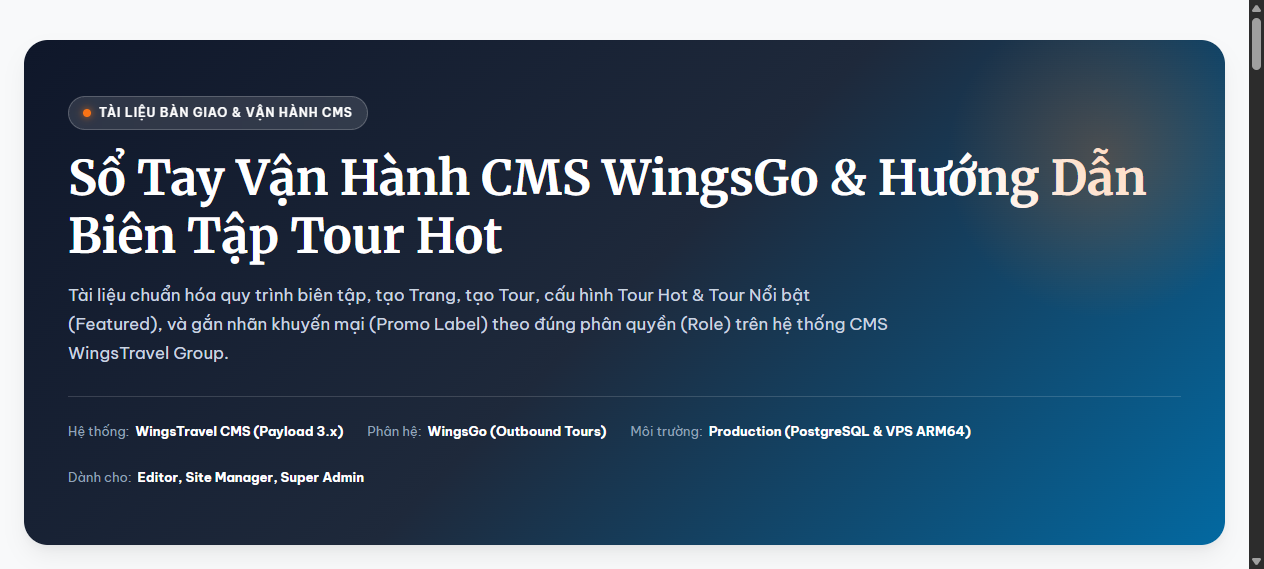 TÀI LIỆU BÀN GIAO & VẬN HÀNH CMS
Sổ Tay Vận Hành CMS WingsGo & Hướng Dẫn
Biên Tập Tour Hot
Tài liệu chuẩn hóa quy trình biên tập, tạo Trang, tạo Tour, cấu hình Tour Hot & Tour Nổi bật
(Featured), và gắn nhãn khuyến mại (Promo Label) theo đúng phân quyền (Role) trên hệ thống CMS
WingsTravel Group.
Hệ thống: WingsTravel CMS (Payload 3.x) Phân hệ: WingsGo (Outbound Tours) Môi trường: Production (PostgreSQL & VPS ARM64)
Dành cho: Editor, Site Manager, Super Admin